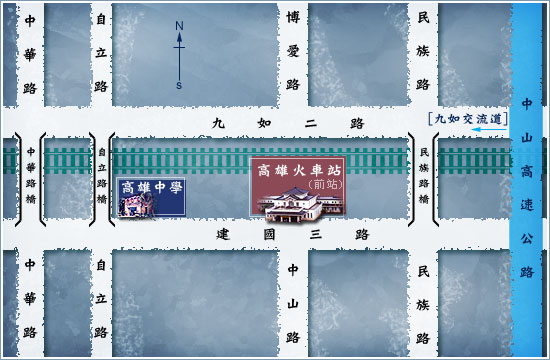 中華路
自立路
博愛路
民族路
N
S
中山高速公路
九如二路
[九如交流道]
中華路橋
自立路橋
高雄中學
高雄火車站
(前站)
民族路橋
建國三路
中華路
自立路
中山路
民族路